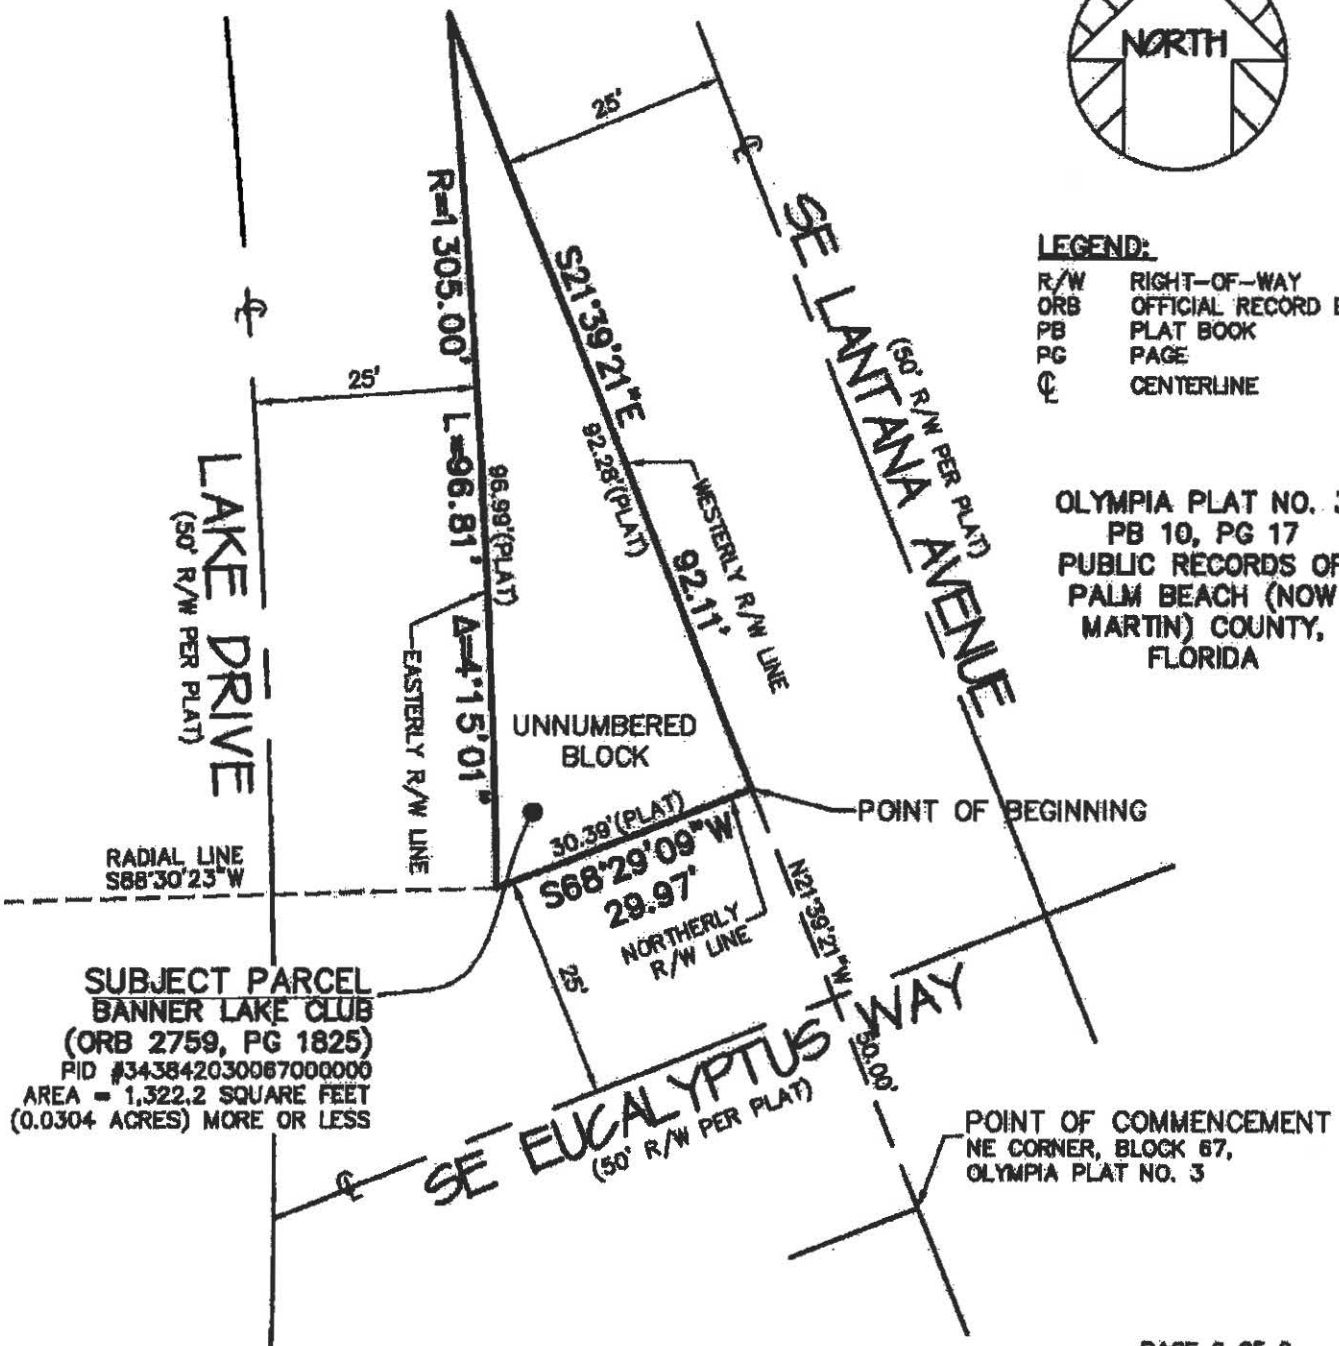 NORTH
25'
LEGEND:
R/W RIGHT-OF-WAY
ORB OFFICIAL RECORD
PB PLAT BOOK
PG PAGE
℄ CENTERLINE
OLYMPIA PLAT NO. 3
PB 10, PG 17
PUBLIC RECORDS OF
PALM BEACH (NOW
MARTIN) COUNTY,
FLORIDA
℄
SE LANTANA AVENUE
(50' R/W PER PLAT)
S21°39'21"E
92.11'
92.28'(PLAT)
WESTERLY R/W LINE
R=1305.00' L=96.81' Δ=4°15'01"
96.99'(PLAT)
EASTERLY R/W LINE
℄
25'
LAKE DRIVE
(50' R/W PER PLAT)
UNNUMBERED
BLOCK
POINT OF BEGINNING
30.39'(PLAT)
S68°29'09"W
29.97'
NORTHERLY
R/W LINE
RADIAL LINE
S88°30'23"W
N21°39'21"W
50.00'
25'
SUBJECT PARCEL
BANNER LAKE CLUB
(ORB 2759, PG 1825)
PID #343842030067000000
AREA = 1,322.2 SQUARE FEET
(0.0304 ACRES) MORE OR LESS
℄
SE EUCALYPTUS WAY
(50' R/W PER PLAT)
POINT OF COMMENCEMENT
NE CORNER, BLOCK 67,
OLYMPIA PLAT NO. 3